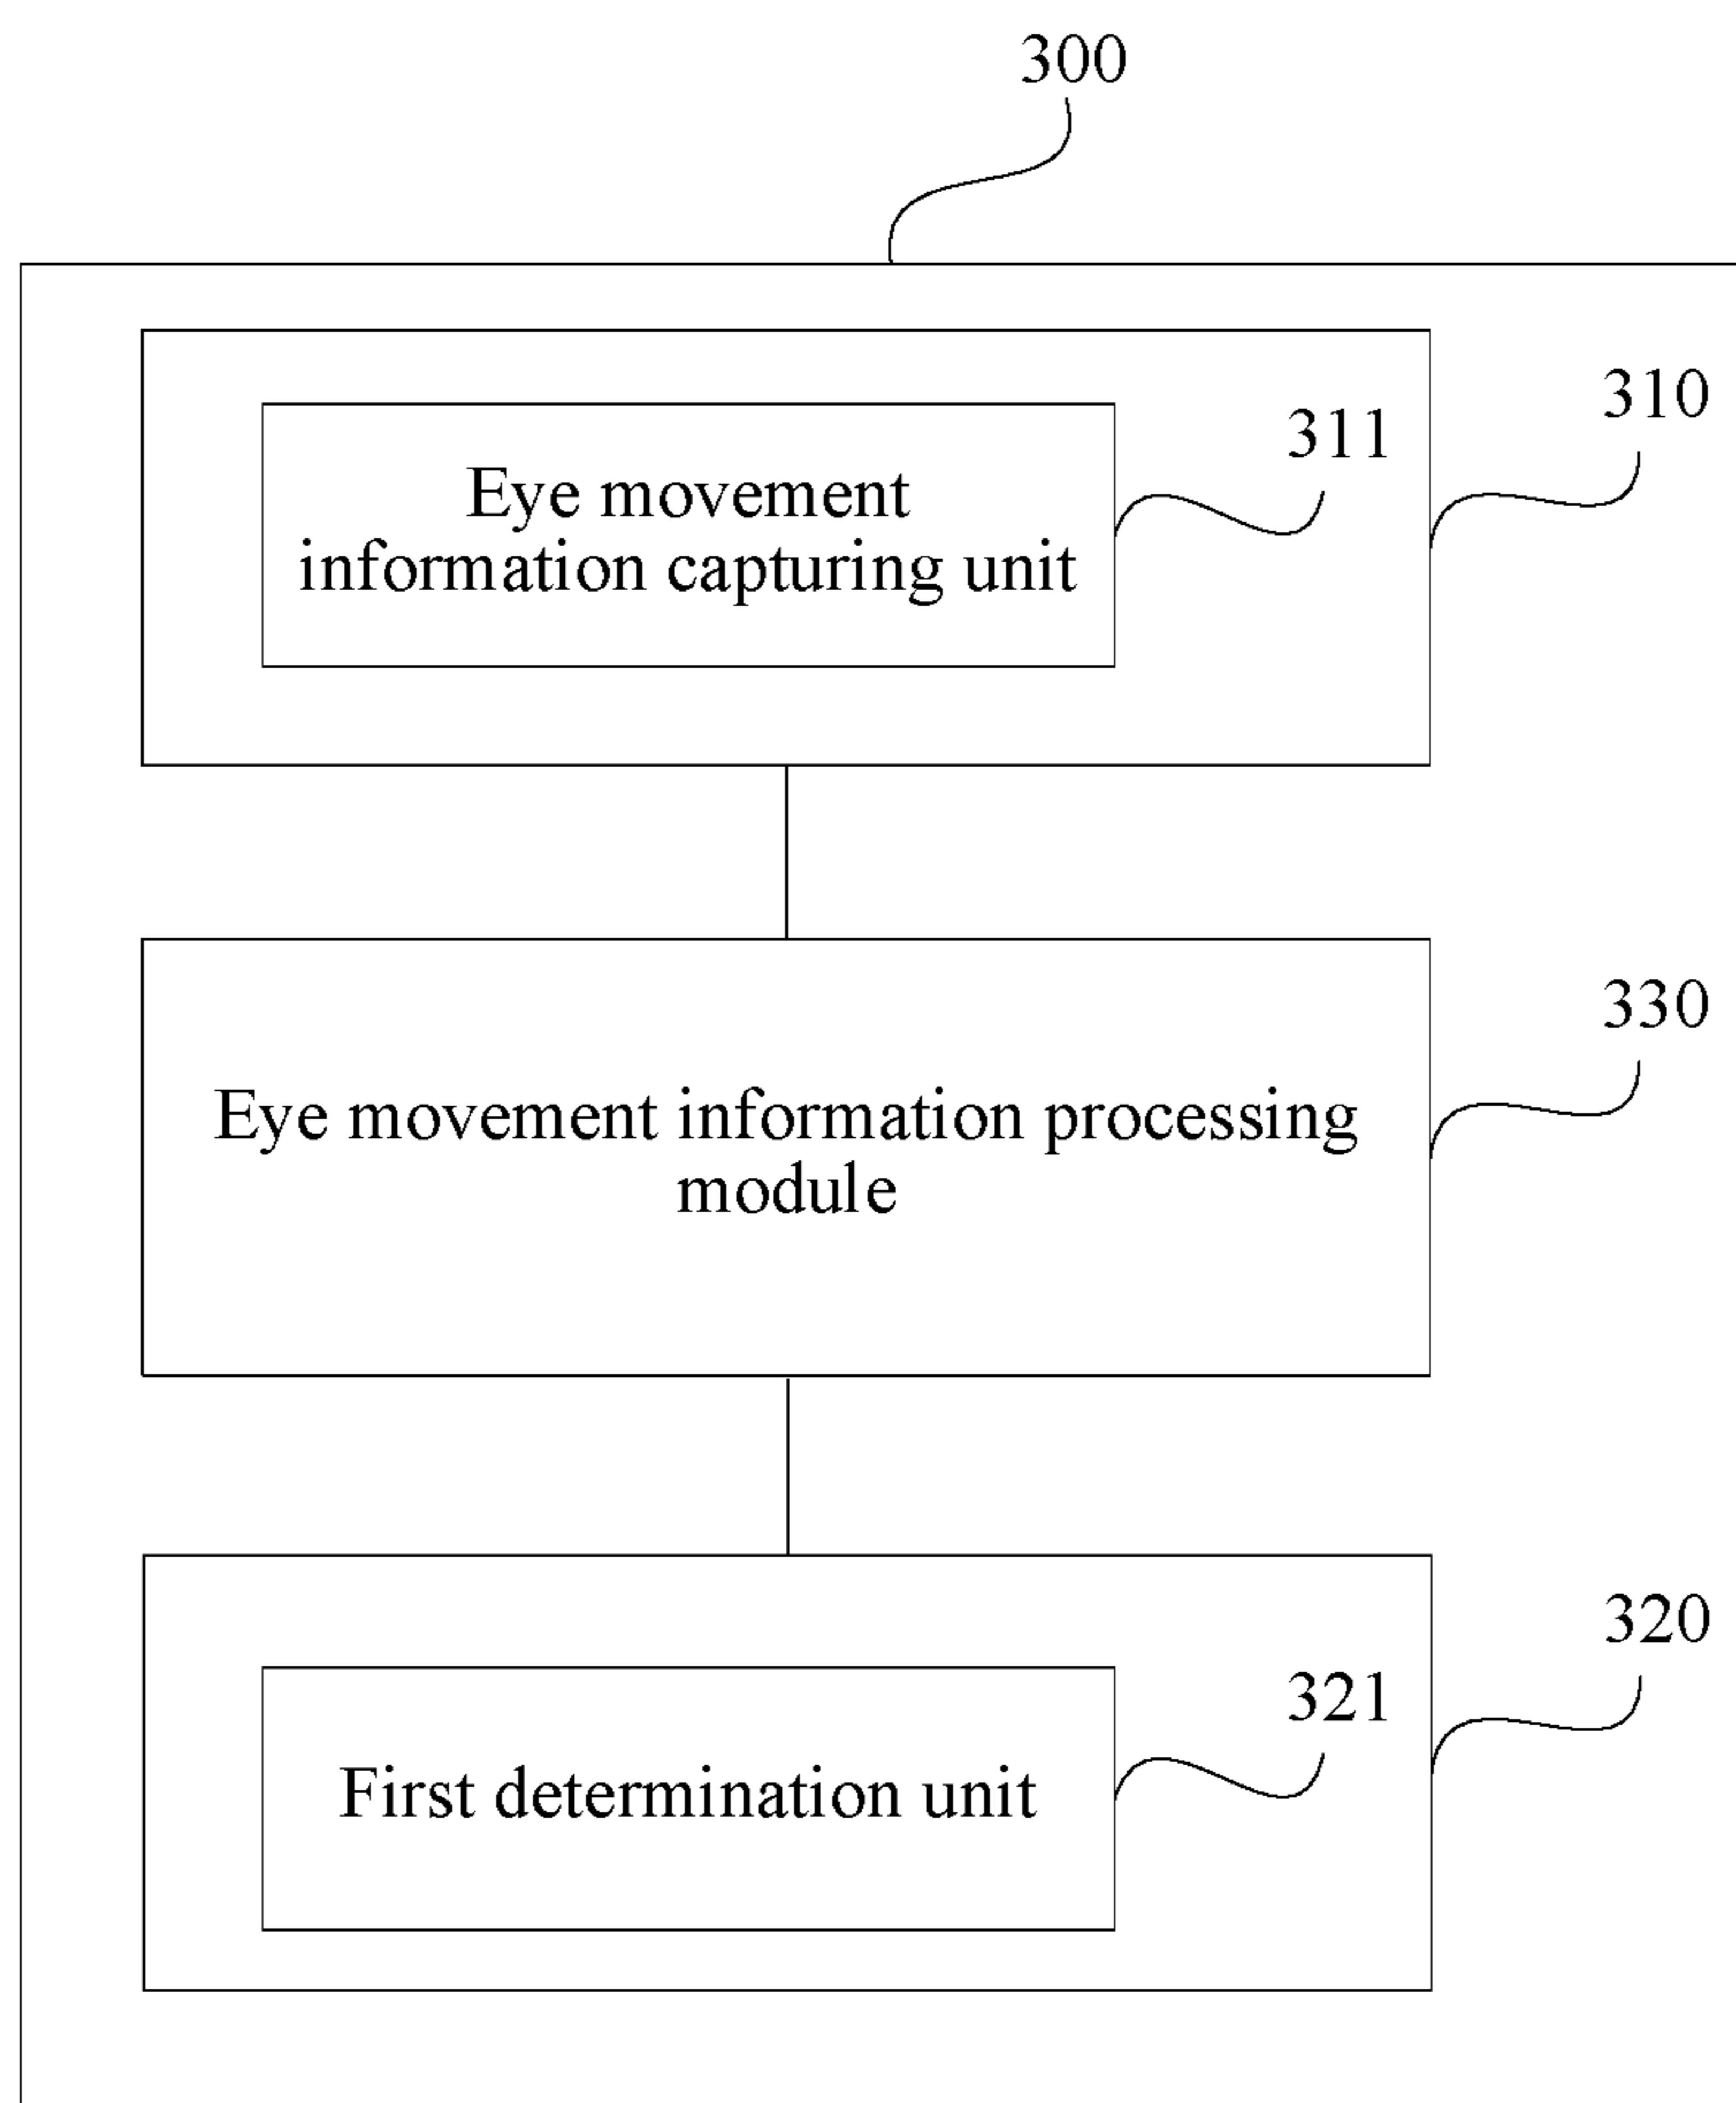 300
310
311
Eye movement
information capturing unit
330
Eye movement information processing
module
320
321
First determination unit